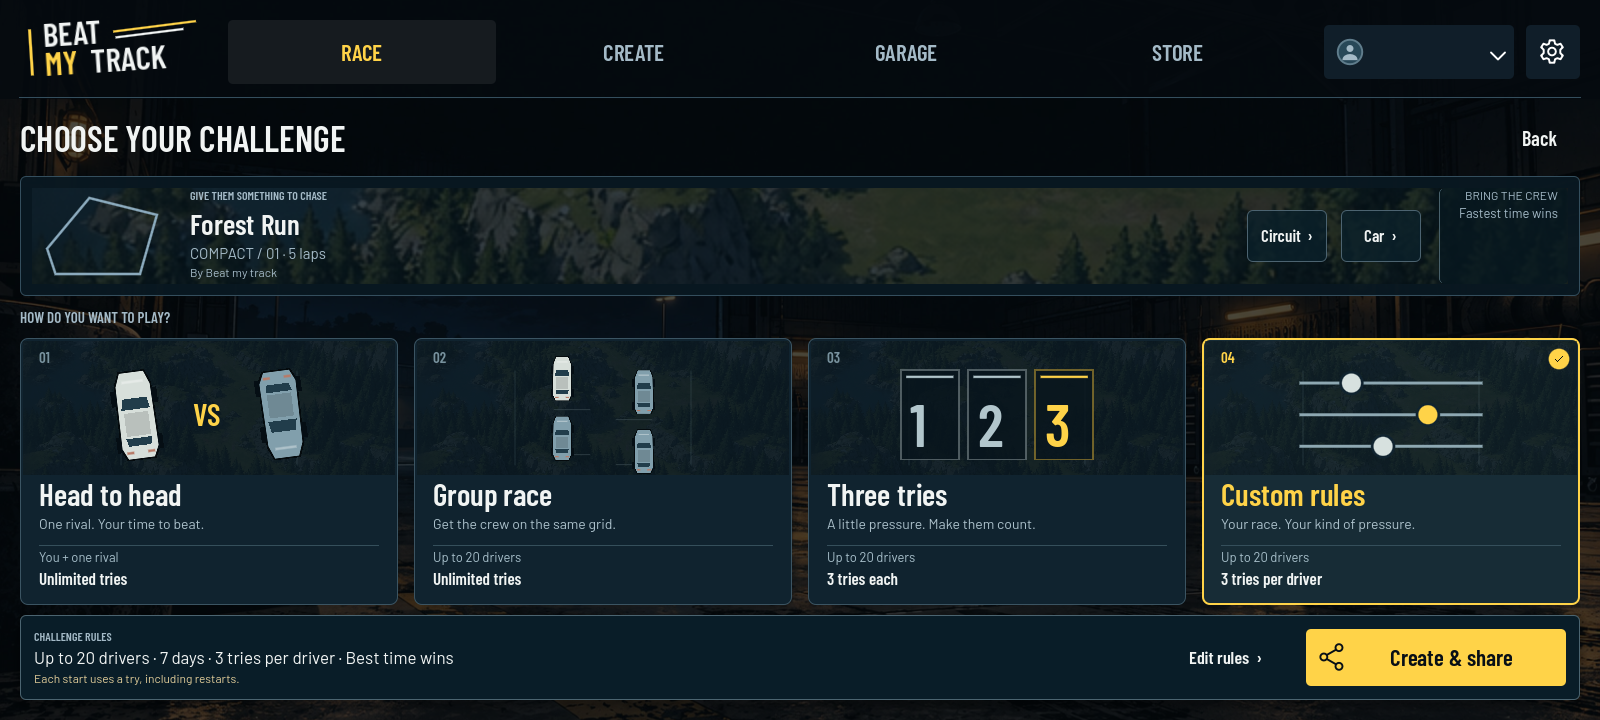 BEAT
MY TRACK
RACE
CREATE
GARAGE
STORE
CHOOSE YOUR CHALLENGE
Back
GIVE THEM SOMETHING TO CHASE
Forest Run
COMPACT / 01 · 5 laps
By Beat my track
Circuit ›
Car ›
BRING THE CREW
Fastest time wins
HOW DO YOU WANT TO PLAY?
01
VS
Head to head
One rival. Your time to beat.
You + one rival
Unlimited tries
02
Group race
Get the crew on the same grid.
Up to 20 drivers
Unlimited tries
03
1 2 3
Three tries
A little pressure. Make them count.
Up to 20 drivers
3 tries each
04
Custom rules
Your race. Your kind of pressure.
Up to 20 drivers
3 tries per driver
CHALLENGE RULES
Up to 20 drivers · 7 days · 3 tries per driver · Best time wins
Each start uses a try, including restarts.
Edit rules ›
Create & share